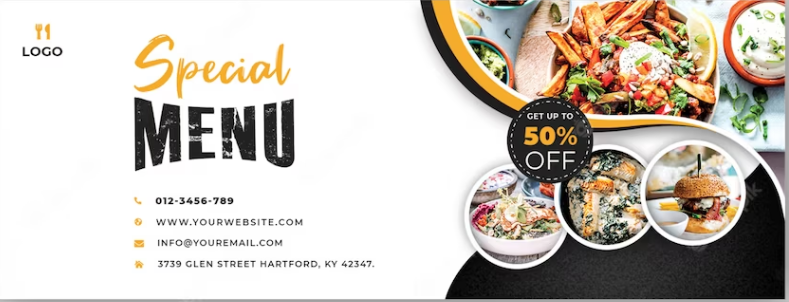 LOGO
Special
MENU
012-3456-789
WWW.YOURWEBSITE.COM
INFO@YOUREMAIL.COM
3739 GLEN STREET HARTFORD, KY 42347.
GET UP TO
50%
OFF